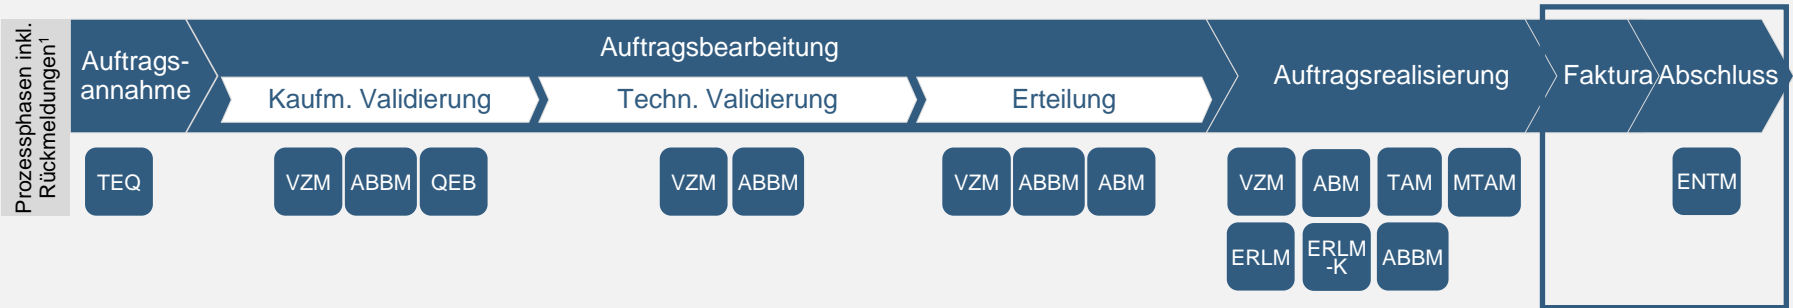 Prozessphasen inkl.
Rückmeldungen¹
Auftrags-
annahme
Auftragsbearbeitung
Kaufm. Validierung
Techn. Validierung
Erteilung
Auftragsrealisierung
Faktura
Abschluss
TEQ
VZM
ABBM
QEB
VZM
ABBM
VZM
ABBM
ABM
VZM
ABM
TAM
MTAM
ENTM
ERLM
ERLM
-K
ABBM